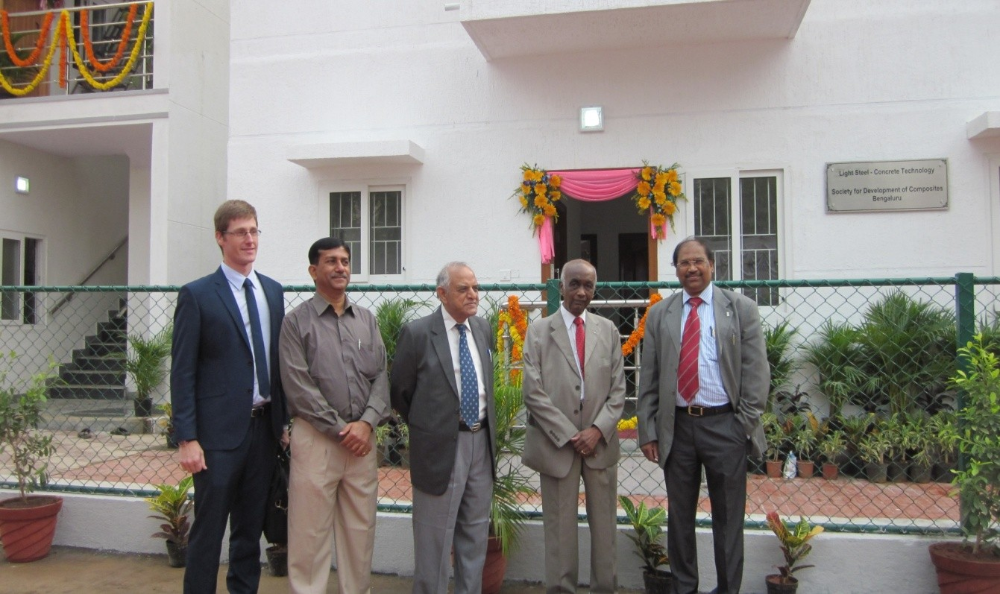 Light Steel - Concrete Technology
Society for Development of Composites
Bengaluru